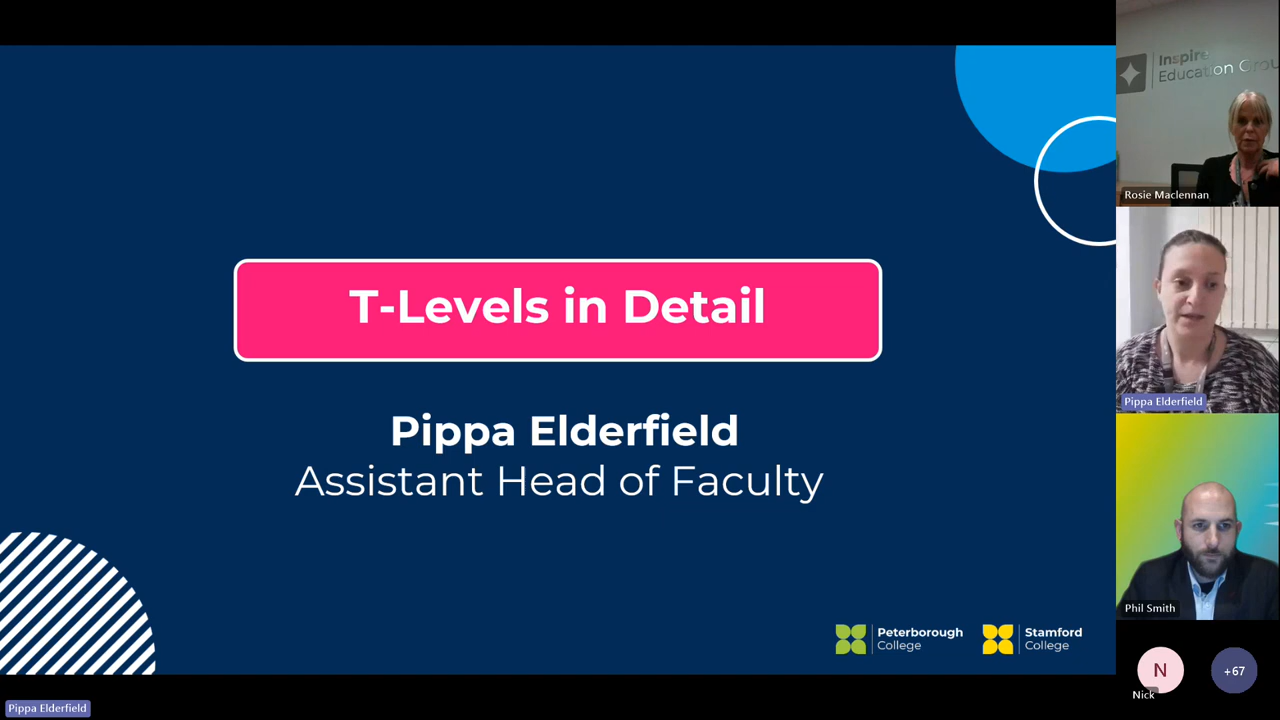 T-Levels in Detail
Pippa Elderfield
Assistant Head of Faculty
Peterborough
College
Stamford
College
Pippa Elderfield
Inspire
Education Grou
Rosie Maclennan
Pippa Elderfield
Phil Smith
N
Nick
+67